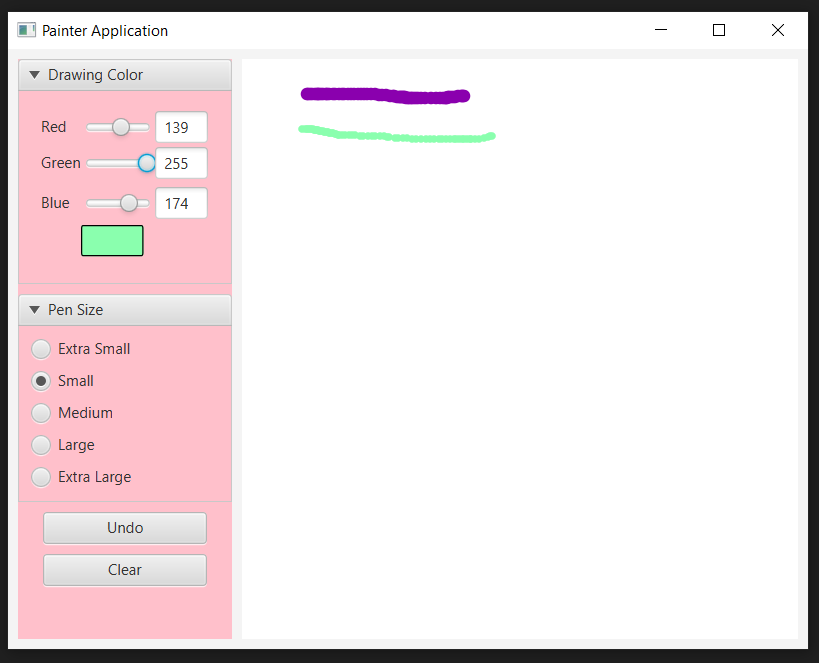 Painter Application
Drawing Color
Red 139
Green 255
Blue 174
Pen Size
Extra Small
Small
Medium
Large
Extra Large
Undo
Clear